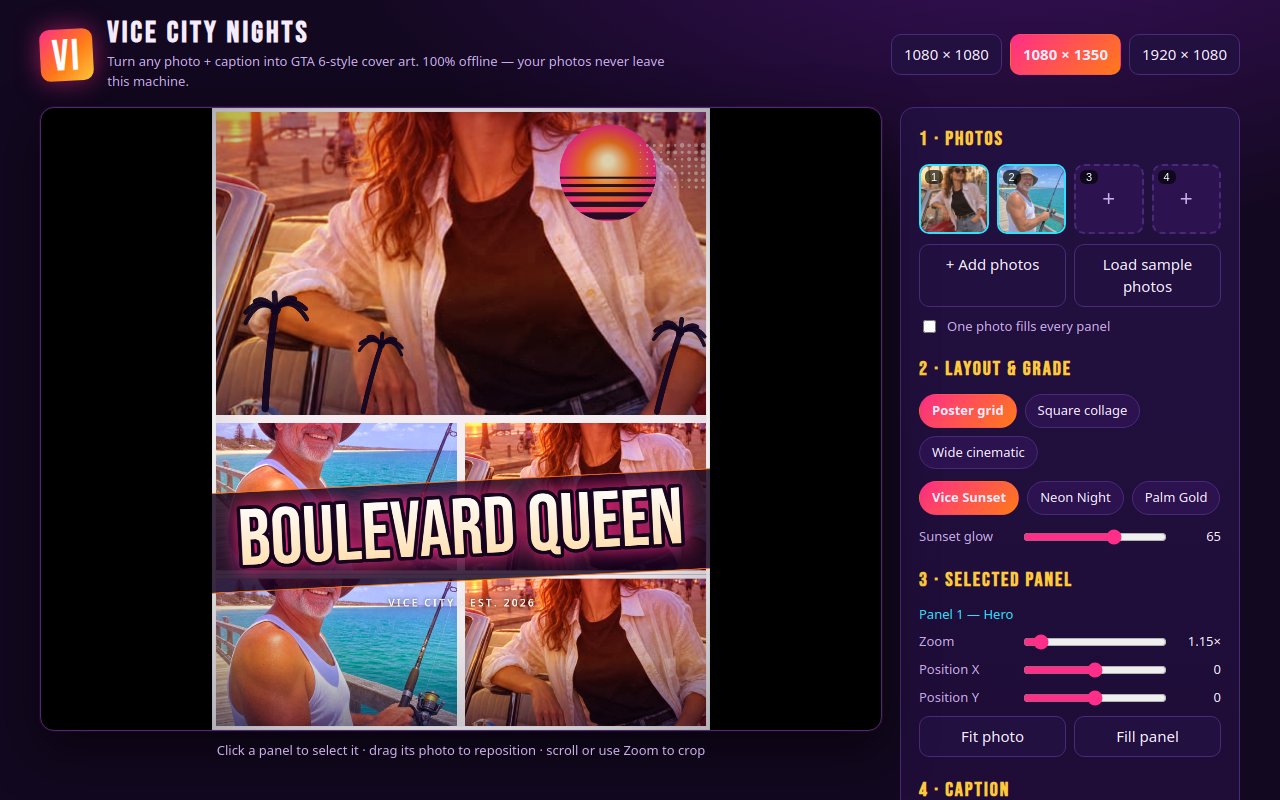 VI
VICE CITY NIGHTS
Turn any photo + caption into GTA 6-style cover art. 100% offline — your photos never leave
this machine.
1080 × 1080
1080 × 1350
1920 × 1080
BOULEVARD QUEEN
VICE CITY · EST. 2026
Click a panel to select it · drag its photo to reposition · scroll or use Zoom to crop
1 · PHOTOS
1
2
3
+
4
+
+ Add photos
Load sample
photos
One photo fills every panel
2 · LAYOUT & GRADE
Poster grid
Square collage
Wide cinematic
Vice Sunset
Neon Night
Palm Gold
Sunset glow
65
3 · SELECTED PANEL
Panel 1 — Hero
Zoom
1.15×
Position X
0
Position Y
0
Fit photo
Fill panel
4 · CAPTION